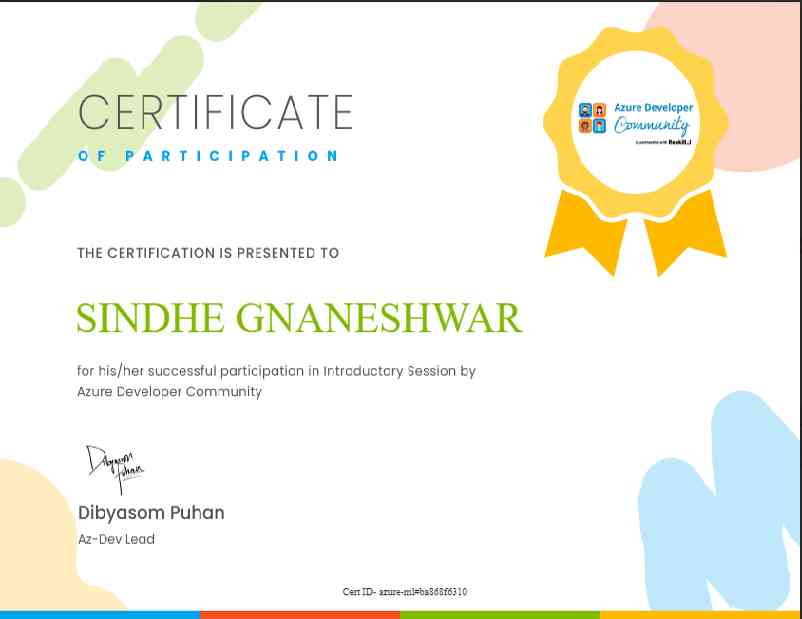 CERTIFICATE
OF PARTICIPATION
Azure Developer
Community
in partnership with Reskilll
THE CERTIFICATION IS PRESENTED TO
SINDHE GNANESHWAR
for his/her successful participation in Introductory Session by
Azure Developer Community
Dibyasom
Puhan
Dibyasom Puhan
Az-Dev Lead
Cert ID- azure-ml#ba868f6310